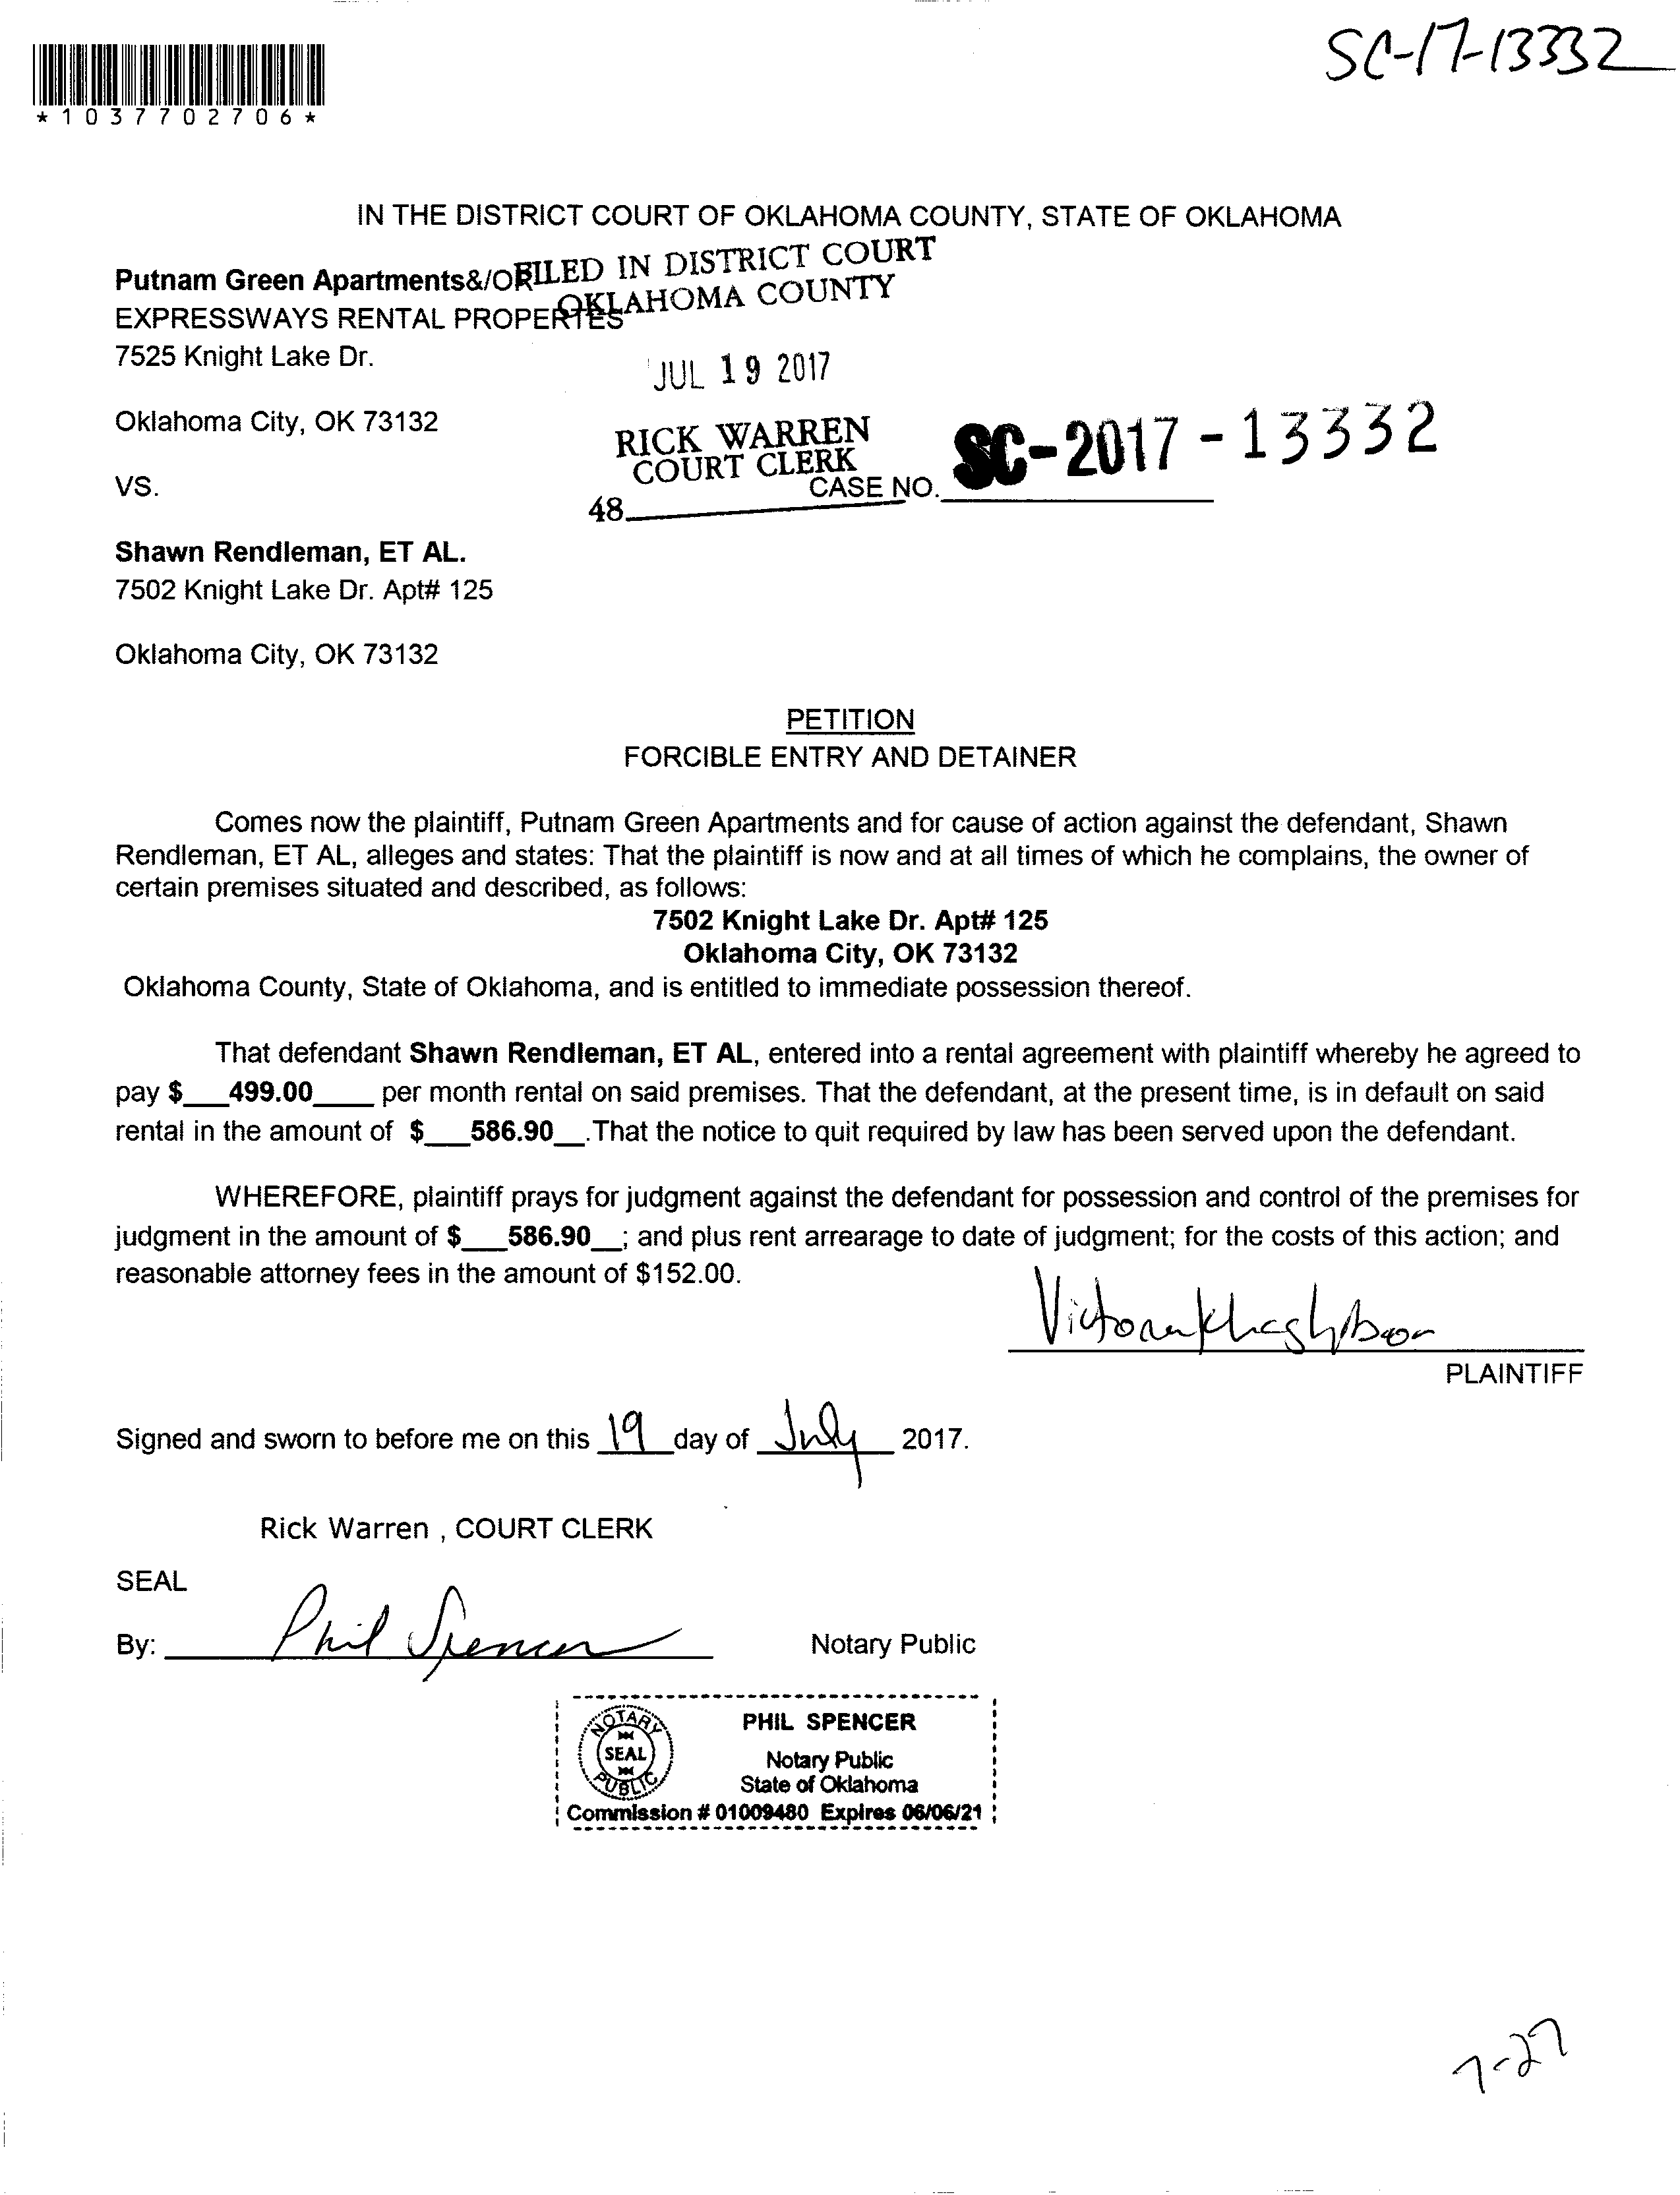 SC-17-13332
*1037702706*
IN THE DISTRICT COURT OF OKLAHOMA COUNTY, STATE OF OKLAHOMA
Putnam Green Apartments&/OR
FILED IN DISTRICT COURT
OKLAHOMA COUNTY
EXPRESSWAYS RENTAL PROPERTES
7525 Knight Lake Dr.
JUL 19 2017
Oklahoma City, OK 73132
RICK WARREN
COURT CLERK
SC-2017-13332
VS.
CASE NO.
48
Shawn Rendleman, ET AL.
7502 Knight Lake Dr. Apt# 125
Oklahoma City, OK 73132
PETITION
FORCIBLE ENTRY AND DETAINER
Comes now the plaintiff, Putnam Green Apartments and for cause of action against the defendant, Shawn
Rendleman, ET AL, alleges and states: That the plaintiff is now and at all times of which he complains, the owner of
certain premises situated and described, as follows:
7502 Knight Lake Dr. Apt# 125
Oklahoma City, OK 73132
Oklahoma County, State of Oklahoma, and is entitled to immediate possession thereof.
That defendant Shawn Rendleman, ET AL, entered into a rental agreement with plaintiff whereby he agreed to
pay $___499.00____ per month rental on said premises. That the defendant, at the present time, is in default on said
rental in the amount of $___586.90__.That the notice to quit required by law has been served upon the defendant.
WHEREFORE, plaintiff prays for judgment against the defendant for possession and control of the premises for
judgment in the amount of $___586.90__; and plus rent arrearage to date of judgment; for the costs of this action; and
reasonable attorney fees in the amount of $152.00.
PLAINTIFF
Signed and sworn to before me on this 19 day of July 2017.
Rick Warren , COURT CLERK
SEAL
By: Phil Spencer Notary Public
NOTARY SEAL PUBLIC
PHIL SPENCER
Notary Public
State of Oklahoma
Commission # 01009480 Expires 06/06/21
7-27